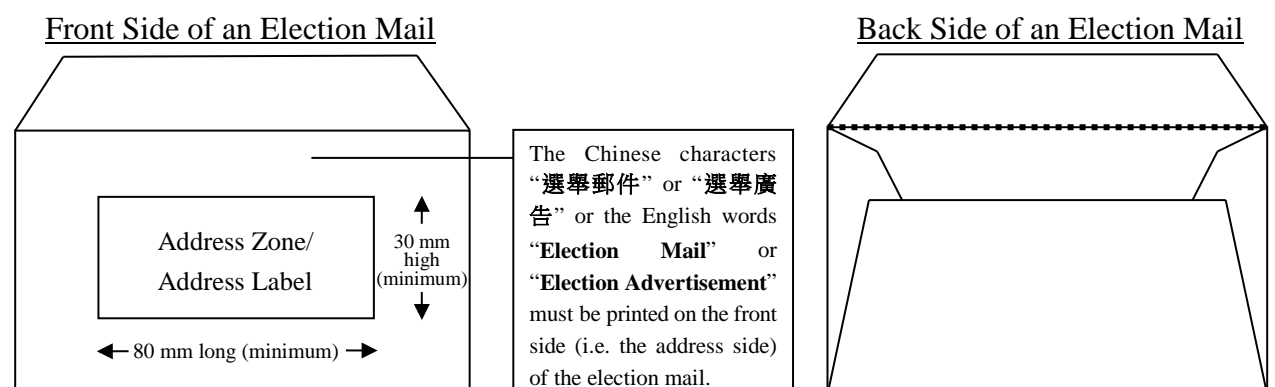 Front Side of an Election Mail
Back Side of an Election Mail
Address Zone/
Address Label
30 mm
high
(minimum)
80 mm long (minimum)
The Chinese characters
“選舉郵件” or “選舉廣
告” or the English words
“Election Mail” or
“Election Advertisement”
must be printed on the front
side (i.e. the address side)
of the election mail.